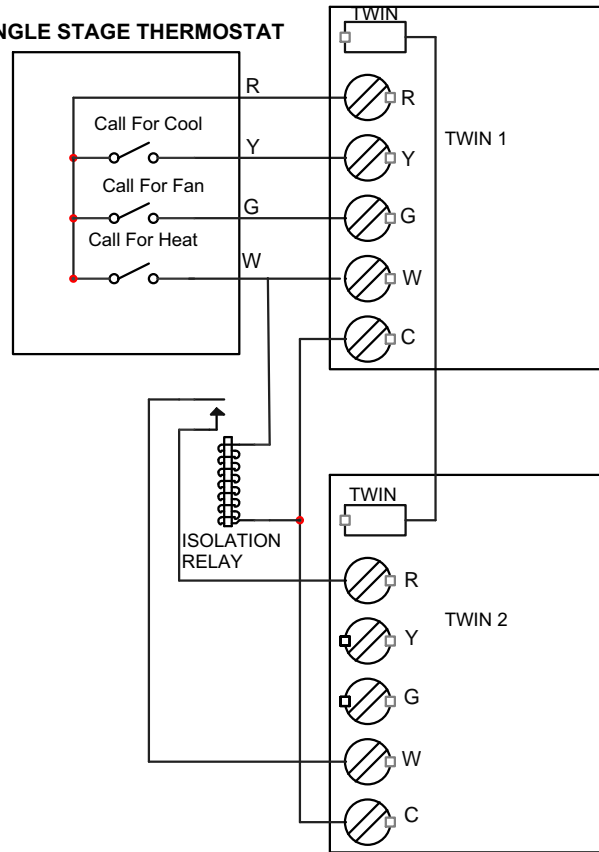 NGLE STAGE THERMOSTAT
TWIN
R
R
TWIN 1
Call For Cool
Y
Y
Call For Fan
G
G
Call For Heat
W
W
C
TWIN
ISOLATION
RELAY
R
TWIN 2
Y
G
W
C